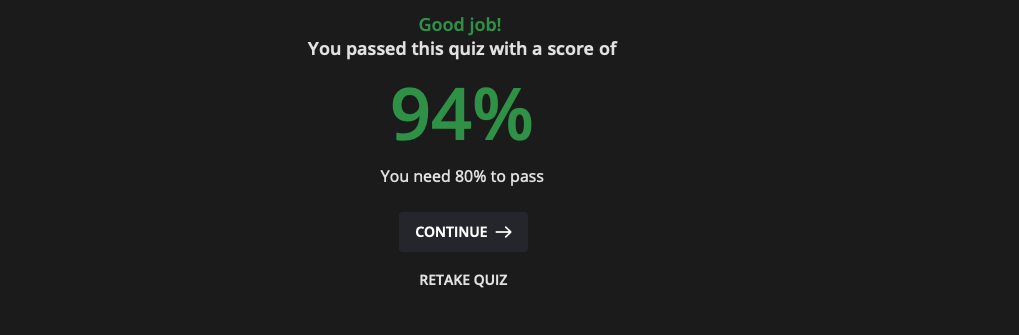 Good job!
You passed this quiz with a score of
94%
You need 80% to pass
CONTINUE →
RETAKE QUIZ